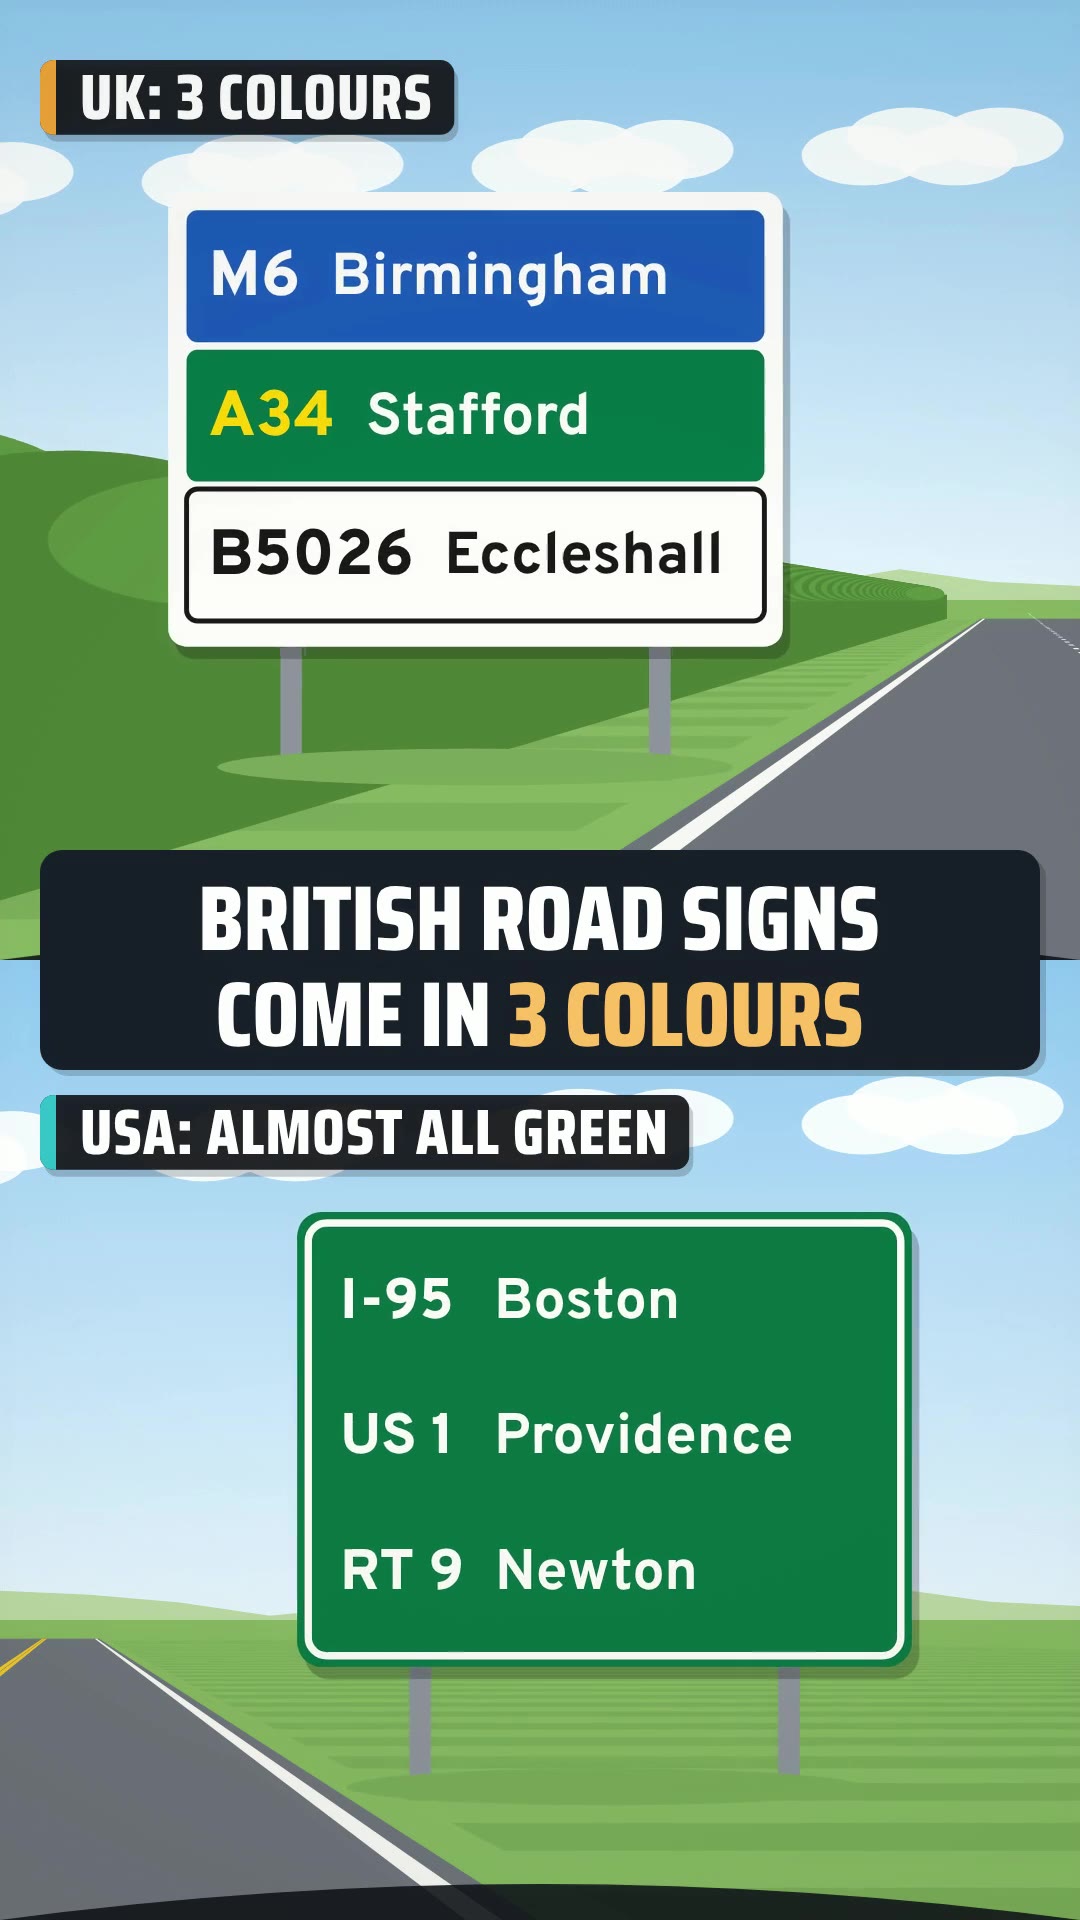 UK: 3 COLOURS
M6 Birmingham
A34 Stafford
B5026 Eccleshall
BRITISH ROAD SIGNS
COME IN 3 COLOURS
USA: ALMOST ALL GREEN
I-95 Boston
US 1 Providence
RT 9 Newton